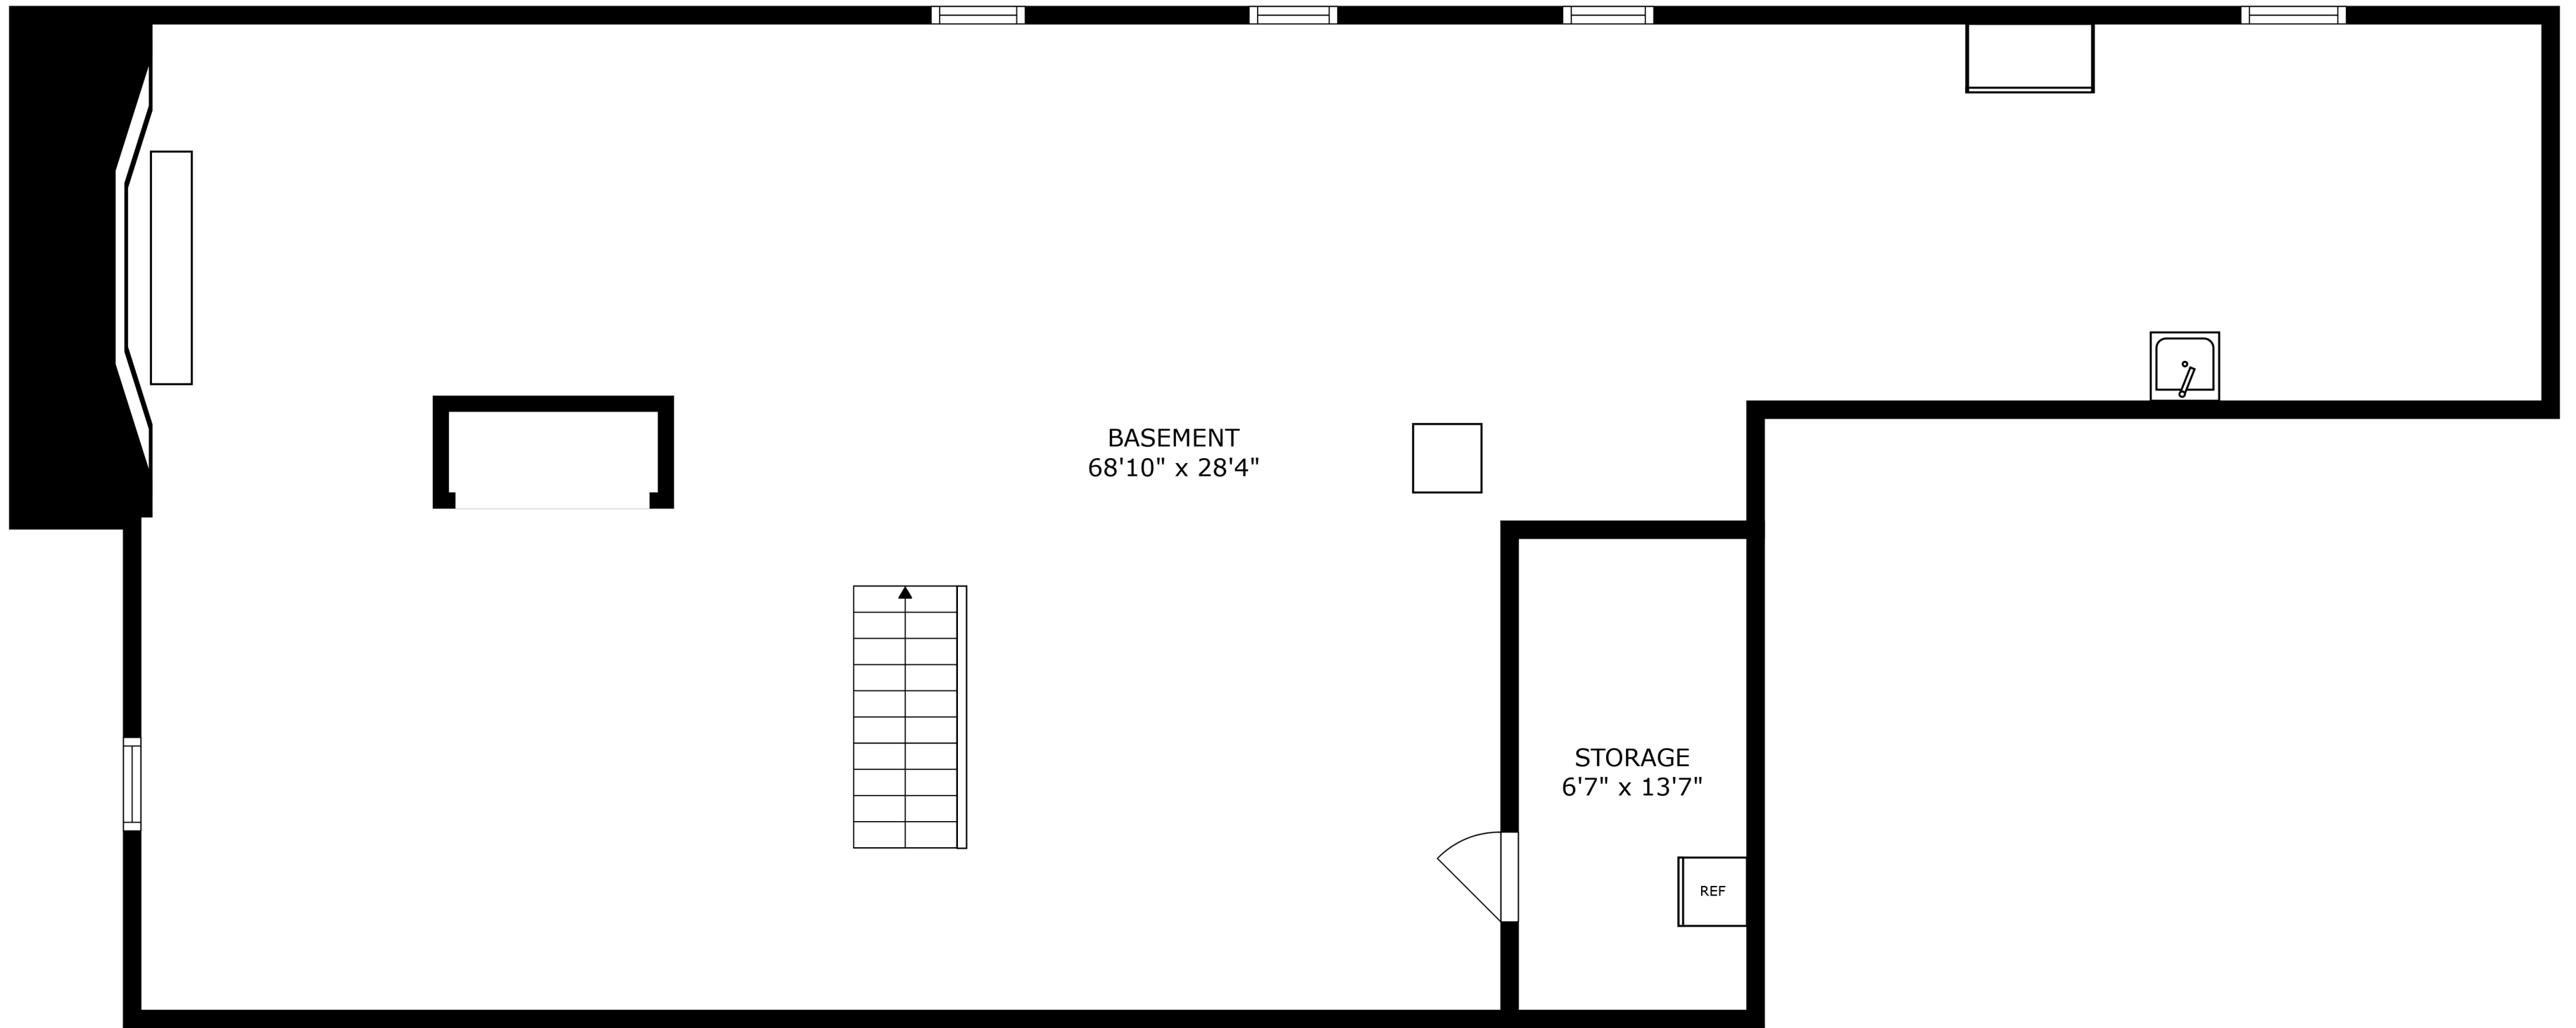 BASEMENT
68'10" x 28'4"
STORAGE
6'7" x 13'7"
REF